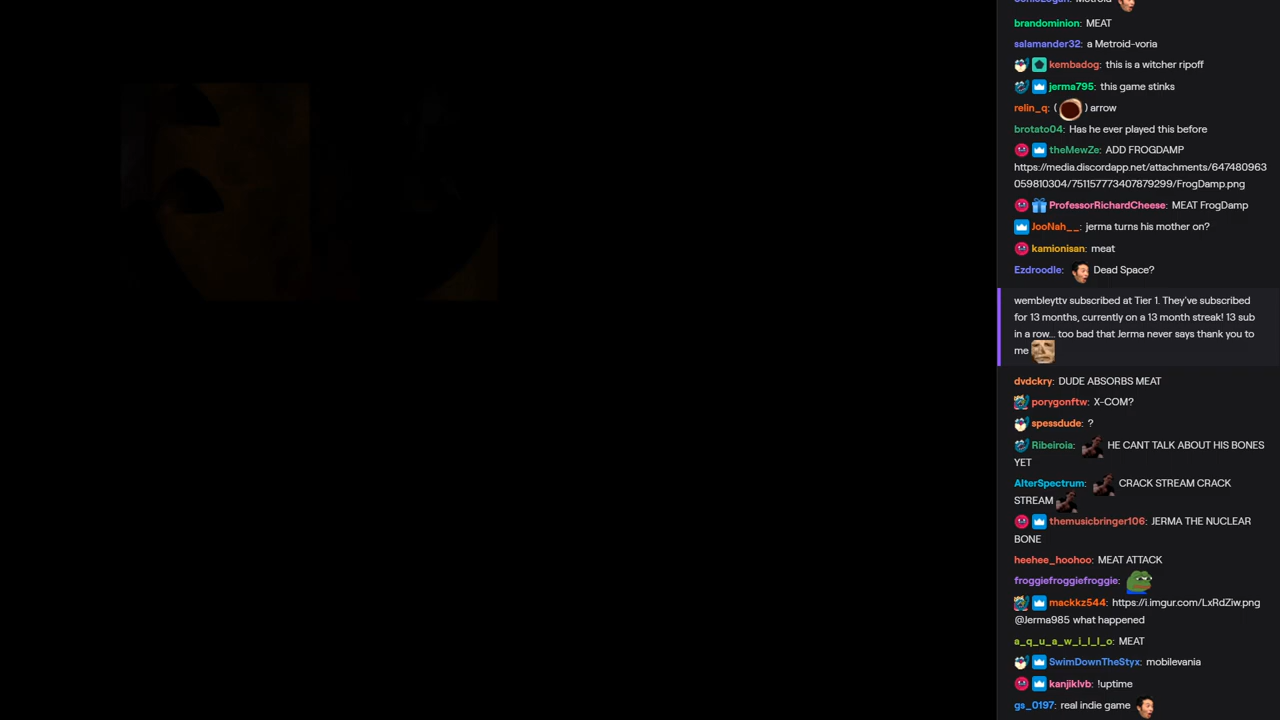 brandominion: MEAT
salamander32: a Metroid-voria
kembadog: this is a witcher ripoff
jerma795: this game stinks
relin_q: ( ) arrow
brotato04: Has he ever played this before
theMewZe: ADD FROGDAMP
https://media.discordapp.net/attachments/647480963
059810304/751157773407879299/FrogDamp.png
ProfessorRichardCheese: MEAT FrogDamp
JooNah__: jerma turns his mother on?
kamionisan: meat
Ezdroodle: Dead Space?
wembleyttv subscribed at Tier 1. They've subscribed
for 13 months, currently on a 13 month streak! 13 sub
in a row... too bad that Jerma never says thank you to
me
dvdckry: DUDE ABSORBS MEAT
porygonftw: X-COM?
spessdude: ?
Ribeiroia: HE CANT TALK ABOUT HIS BONES
YET
AlterSpectrum: CRACK STREAM CRACK
STREAM
themusicbringer106: JERMA THE NUCLEAR
BONE
heehee_hoohoo: MEAT ATTACK
froggiefroggiefroggie:
mackkz544: https://i.imgur.com/LxRdZiw.png
@Jerma985 what happened
a_q_u_a_w_i_l_l_o: MEAT
SwimDownTheStyx: mobilevania
kanjiklvb: !uptime
gs_0197: real indie game